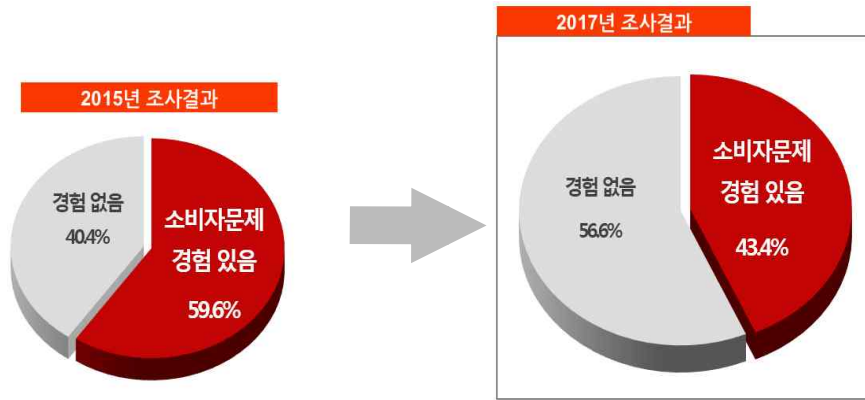 2015년 조사결과
경험 없음
40.4%
소비자문제
경험 있음
59.6%
2017년 조사결과
경험 없음
56.6%
소비자문제
경험 있음
43.4%